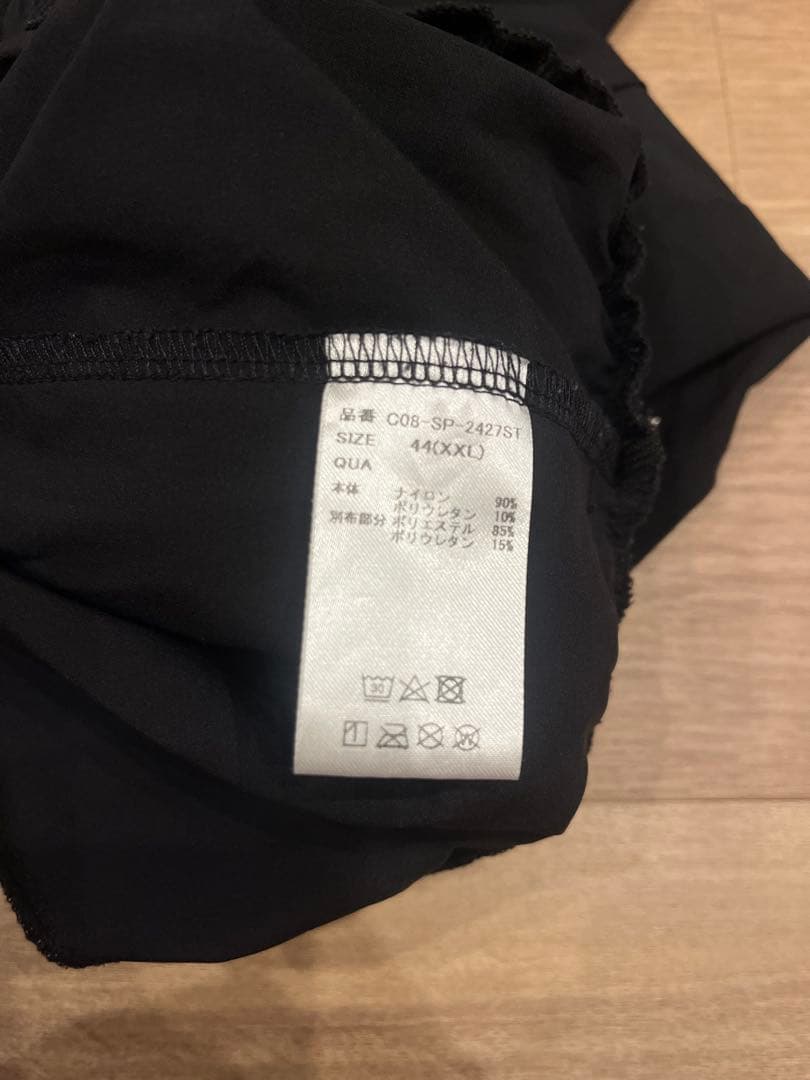 品番 C08-SP-2427ST
SIZE 44(XXL)
QUA
本体 ナイロン 90%
ポリウレタン 10%
別布部分 ポリエステル 85%
ポリウレタン 15%
30
W